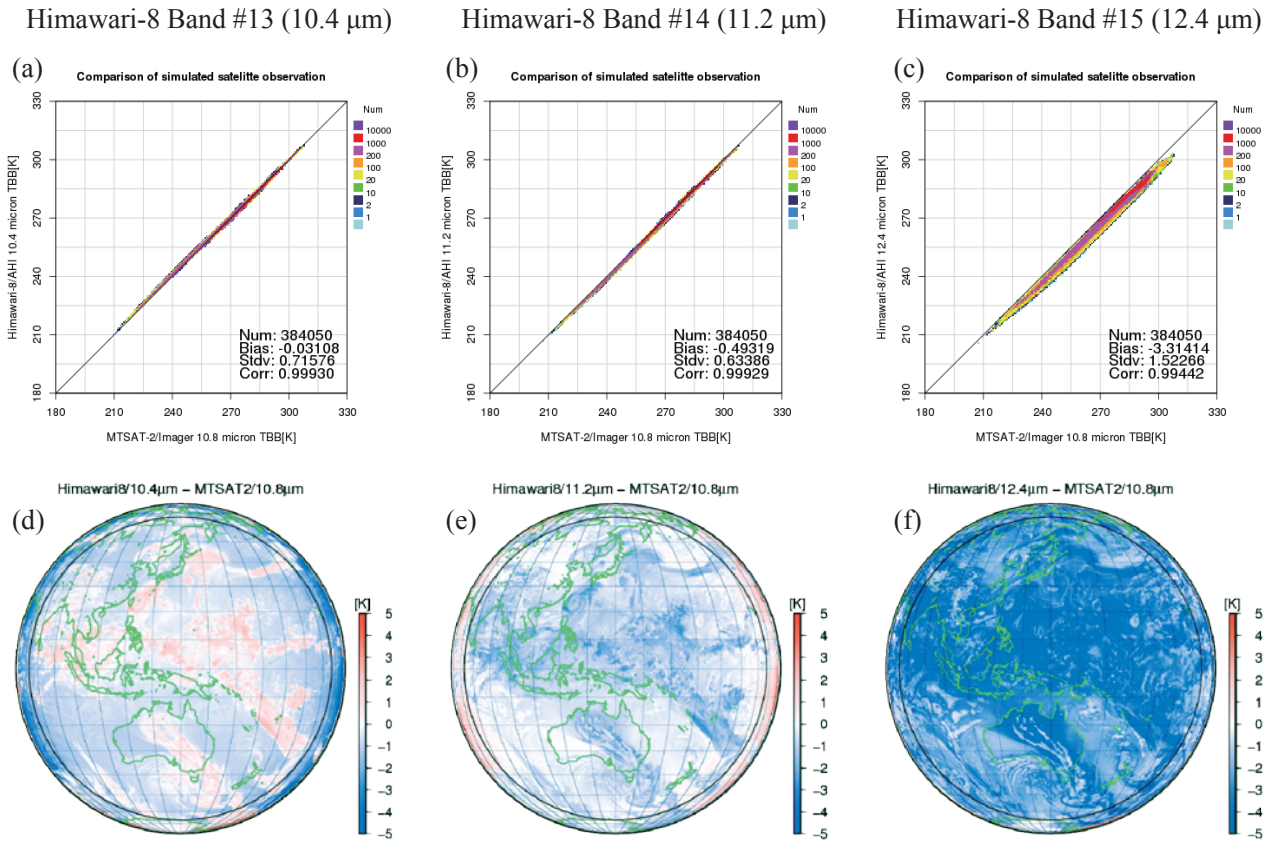 Himawari-8 Band #13 (10.4 μm)
Himawari-8 Band #14 (11.2 μm)
Himawari-8 Band #15 (12.4 μm)
(a)
Comparison of simulated satelitte observation
Himawari-8/AHI 10.4 micron TBB[K]
330
300
270
240
210
180
180 210 240 270 300 330
MTSAT-2/Imager 10.8 micron TBB[K]
Num
10000
1000
200
100
20
10
2
1
Num: 384050
Bias: -0.03108
Stdv: 0.71576
Corr: 0.99930
(b)
Comparison of simulated satelitte observation
Himawari-8/AHI 11.2 micron TBB[K]
330
300
270
240
210
180
180 210 240 270 300 330
MTSAT-2/Imager 10.8 micron TBB[K]
Num
10000
1000
200
100
20
10
2
1
Num: 384050
Bias: -0.49319
Stdv: 0.63386
Corr: 0.99929
(c)
Comparison of simulated satelitte observation
Himawari-8/AHI 12.4 micron TBB[K]
330
300
270
240
210
180
180 210 240 270 300 330
MTSAT-2/Imager 10.8 micron TBB[K]
Num
10000
1000
200
100
20
10
2
1
Num: 384050
Bias: -3.31414
Stdv: 1.52266
Corr: 0.99442
(d)
Himawari8/10.4μm − MTSAT2/10.8μm
[K]
5
4
3
2
1
0
−1
−2
−3
−4
−5
(e)
Himawari8/11.2μm − MTSAT2/10.8μm
[K]
5
4
3
2
1
0
−1
−2
−3
−4
−5
(f)
Himawari8/12.4μm − MTSAT2/10.8μm
[K]
5
4
3
2
1
0
−1
−2
−3
−4
−5